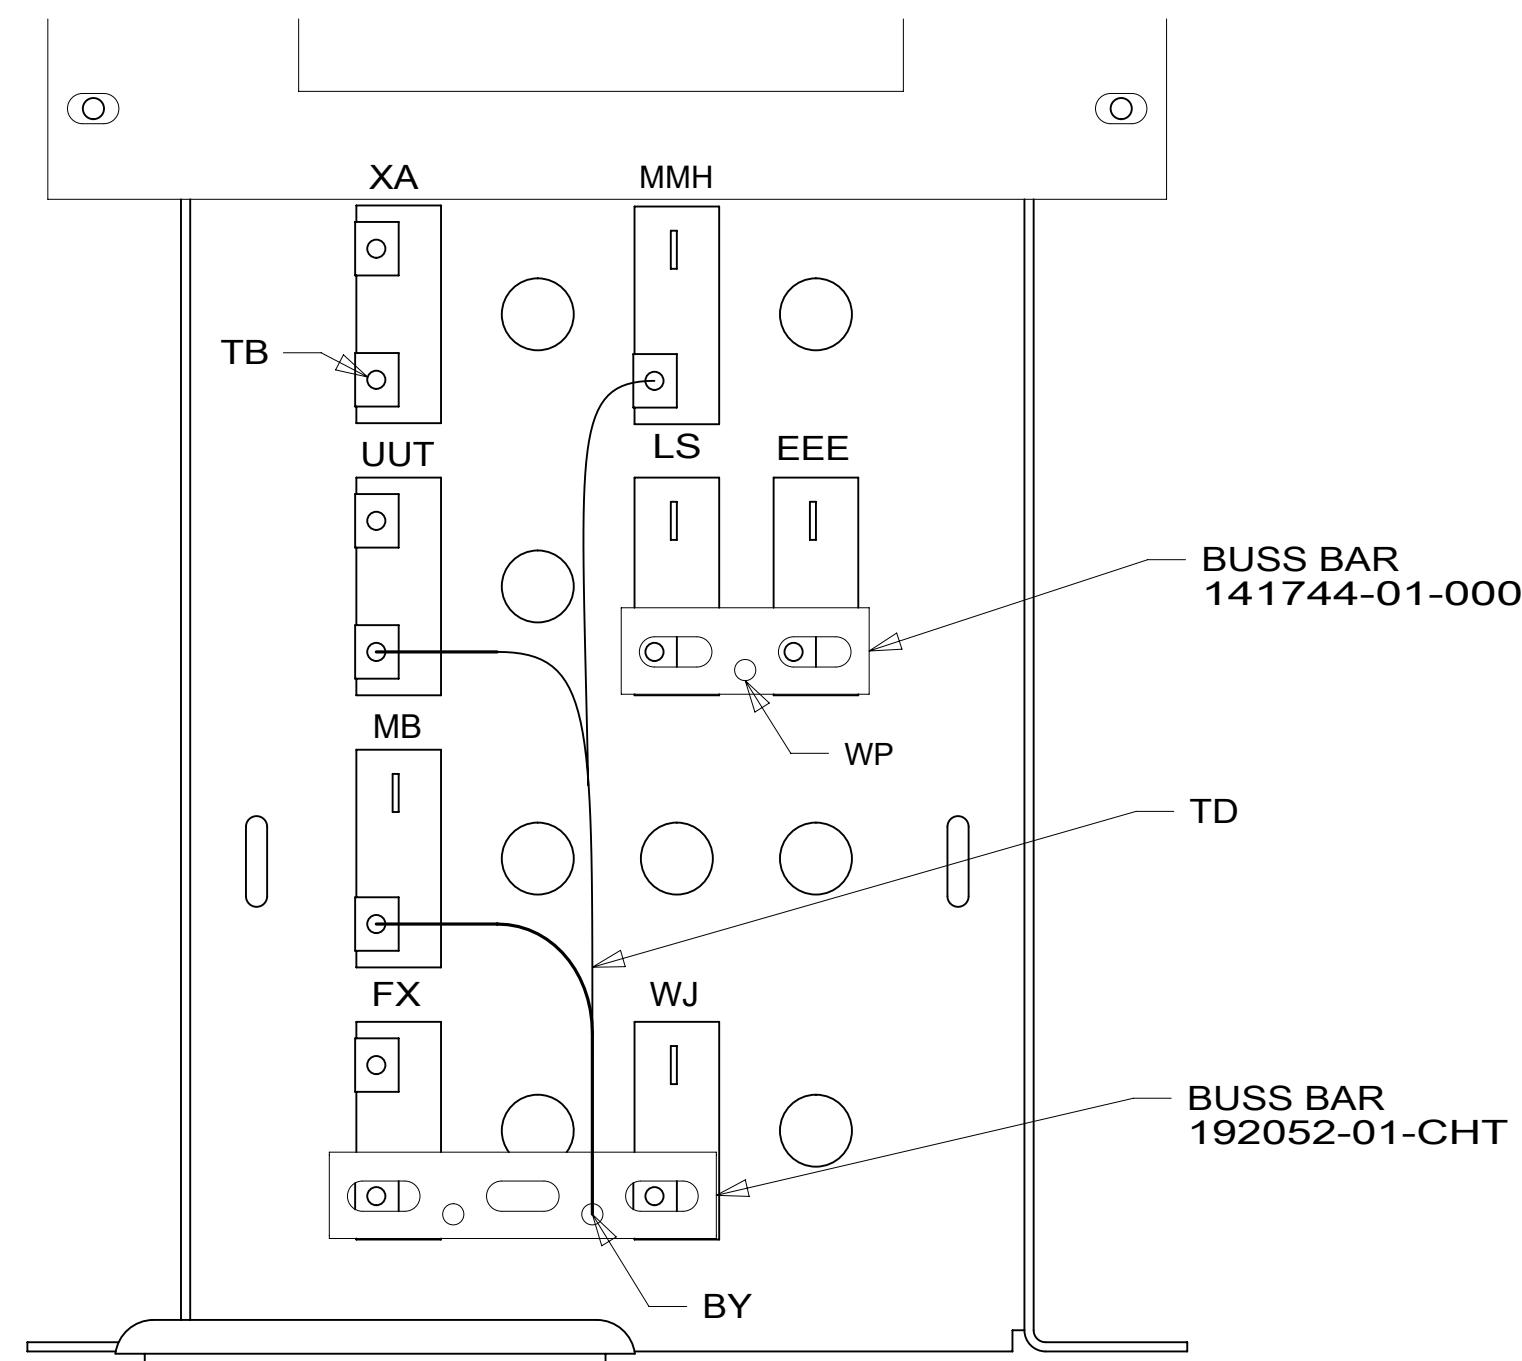 XA
MMH
TB
UUT
LS
EEE
BUSS BAR
141744-01-000
MB
WP
TD
FX
WJ
BUSS BAR
192052-01-CHT
BY